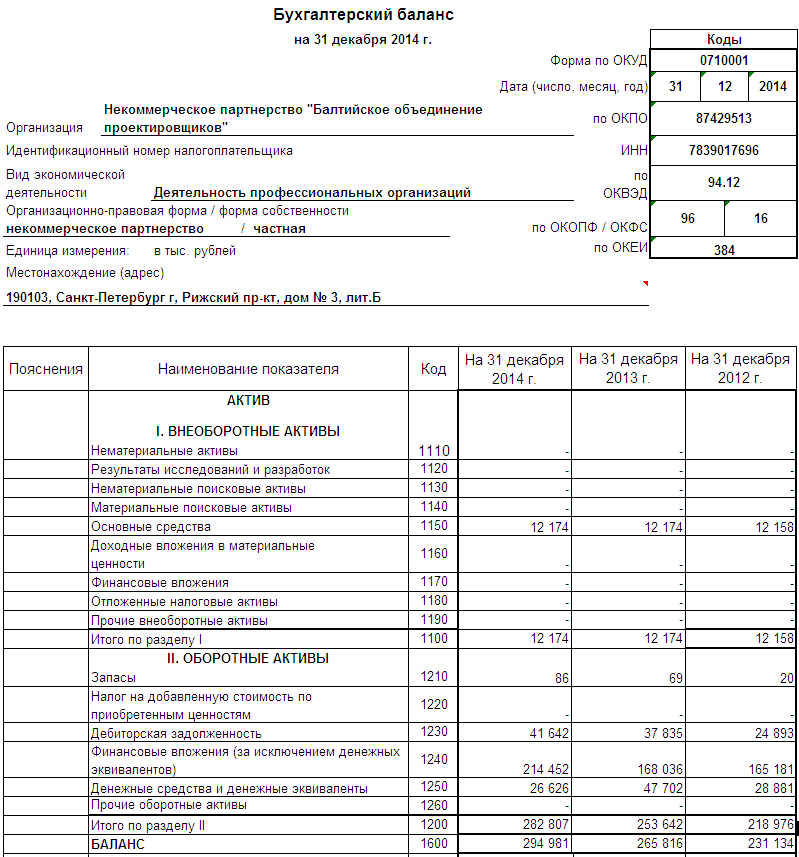 Бухгалтерский баланс
на 31 декабря 2014 г.
Коды
Форма по ОКУД 0710001
Дата (число, месяц, год) 31 12 2014
Некоммерческое партнерство "Балтийское объединение
Организация проектировщиков" по ОКПО 87429513
Идентификационный номер налогоплательщика ИНН 7839017696
Вид экономической по
деятельности Деятельность профессиональных организаций ОКВЭД 94.12
Организационно-правовая форма / форма собственности
некоммерческое партнерство / частная по ОКОПФ / ОКФС 96 16
Единица измерения: в тыс. рублей по ОКЕИ 384
Местонахождение (адрес)
190103, Санкт-Петербург г, Рижский пр-кт, дом № 3, лит.Б
Пояснения Наименование показателя Код На 31 декабря 2014 г. На 31 декабря 2013 г. На 31 декабря 2012 г.
АКТИВ
I. ВНЕОБОРОТНЫЕ АКТИВЫ
Нематериальные активы 1110 - - -
Результаты исследований и разработок 1120 - - -
Нематериальные поисковые активы 1130 - - -
Материальные поисковые активы 1140 - - -
Основные средства 1150 12 174 12 174 12 158
Доходные вложения в материальные
ценности 1160 - - -
Финансовые вложения 1170 - - -
Отложенные налоговые активы 1180 - - -
Прочие внеоборотные активы 1190 - - -
Итого по разделу I 1100 12 174 12 174 12 158
II. ОБОРОТНЫЕ АКТИВЫ
Запасы 1210 86 69 20
Налог на добавленную стоимость по
приобретенным ценностям 1220 - - -
Дебиторская задолженность 1230 41 642 37 835 24 893
Финансовые вложения (за исключением денежных
эквивалентов) 1240 214 452 168 036 165 181
Денежные средства и денежные эквиваленты 1250 26 626 47 702 28 881
Прочие оборотные активы 1260 - - -
Итого по разделу II 1200 282 807 253 642 218 976
БАЛАНС 1600 294 981 265 816 231 134